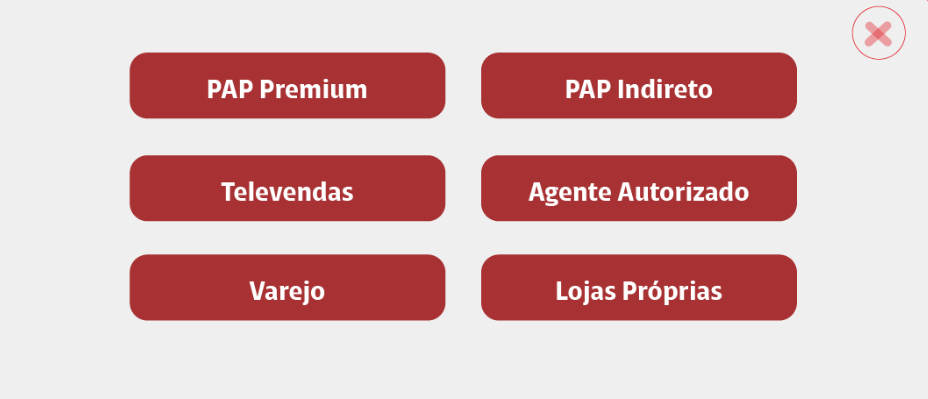 PAP Premium
PAP Indireto
Televendas
Agente Autorizado
Varejo
Lojas Próprias